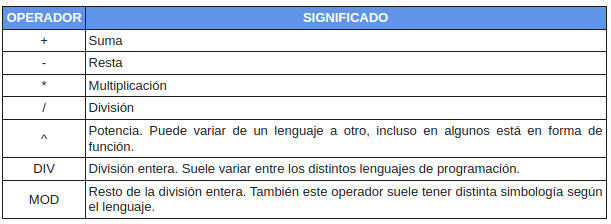 OPERADOR SIGNIFICADO
+ Suma
- Resta
* Multiplicación
/ División
^ Potencia. Puede variar de un lenguaje a otro, incluso en algunos está en forma de
función.
DIV División entera. Suele variar entre los distintos lenguajes de programación.
MOD Resto de la división entera. También este operador suele tener distinta simbología según
el lenguaje.